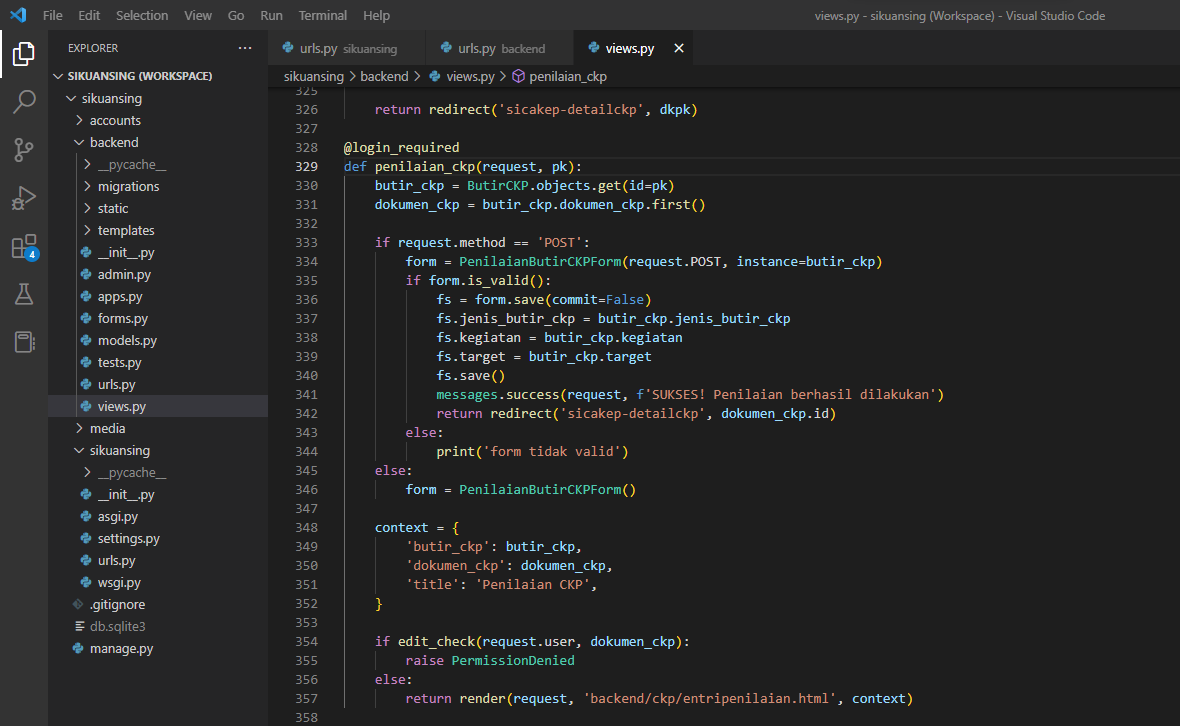 File Edit Selection View Go Run Terminal Help views.py - sikuansing (Workspace) - Visual Studio Code
EXPLORER ···
SIKUANSING (WORKSPACE)
sikuansing
accounts
backend
__pycache__
migrations
static
templates
__init__.py
admin.py
apps.py
forms.py
models.py
tests.py
urls.py
views.py
media
sikuansing
__pycache__
__init__.py
asgi.py
settings.py
urls.py
wsgi.py
.gitignore
db.sqlite3
manage.py
4
urls.py sikuansing urls.py backend views.py
sikuansing > backend > views.py > penilaian_ckp
325
326 return redirect('sicakep-detailckp', dkpk)
327
328 @login_required
329 def penilaian_ckp(request, pk):
330 butir_ckp = ButirCKP.objects.get(id=pk)
331 dokumen_ckp = butir_ckp.dokumen_ckp.first()
332
333 if request.method == 'POST':
334 form = PenilaianButirCKPForm(request.POST, instance=butir_ckp)
335 if form.is_valid():
336 fs = form.save(commit=False)
337 fs.jenis_butir_ckp = butir_ckp.jenis_butir_ckp
338 fs.kegiatan = butir_ckp.kegiatan
339 fs.target = butir_ckp.target
340 fs.save()
341 messages.success(request, f'SUKSES! Penilaian berhasil dilakukan')
342 return redirect('sicakep-detailckp', dokumen_ckp.id)
343 else:
344 print('form tidak valid')
345 else:
346 form = PenilaianButirCKPForm()
347
348 context = {
349 'butir_ckp': butir_ckp,
350 'dokumen_ckp': dokumen_ckp,
351 'title': 'Penilaian CKP',
352 }
353
354 if edit_check(request.user, dokumen_ckp):
355 raise PermissionDenied
356 else:
357 return render(request, 'backend/ckp/entripenilaian.html', context)
358